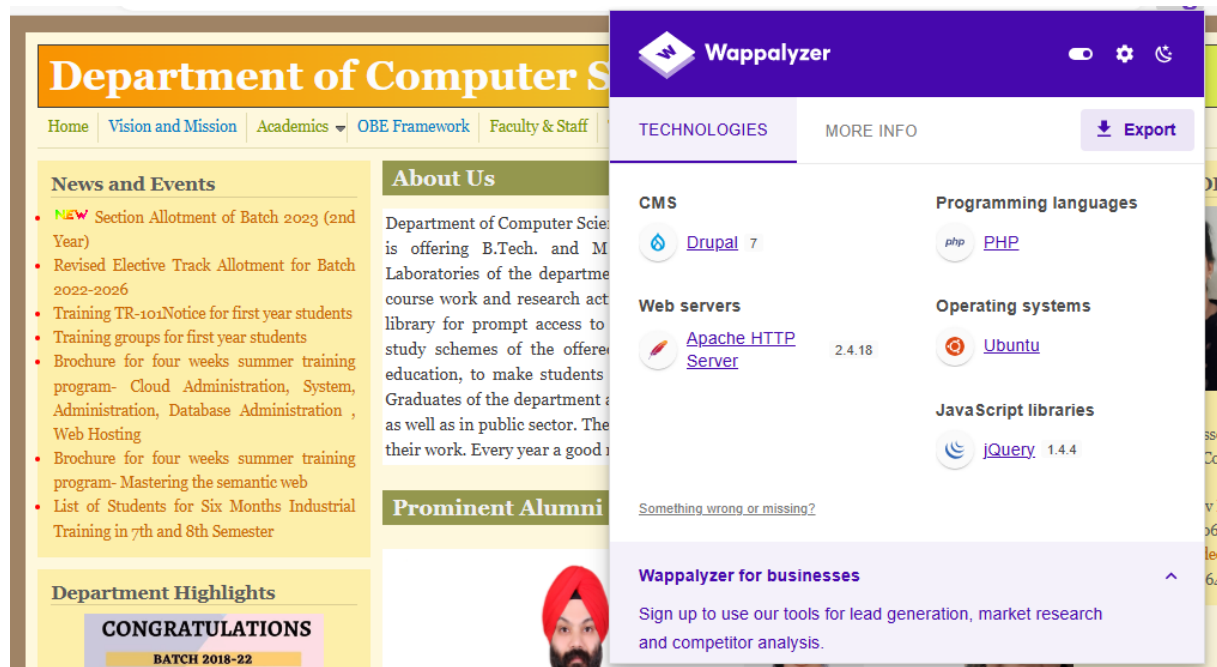 Department of Computer S
Home
Vision and Mission
Academics
OBE Framework
Faculty & Staff
News and Events
NEW Section Allotment of Batch 2023 (2nd
Year)
Revised Elective Track Allotment for Batch
2022-2026
Training TR-101Notice for first year students
Training groups for first year students
Brochure for four weeks summer training
program- Cloud Administration, System,
Administration, Database Administration ,
Web Hosting
Brochure for four weeks summer training
program- Mastering the semantic web
List of Students for Six Months Industrial
Training in 7th and 8th Semester
Department Highlights
CONGRATULATIONS
BATCH 2018-22
About Us
Department of Computer Scie
is offering B.Tech. and M
Laboratories of the departme
course work and research act
library for prompt access to
study schemes of the offere
education, to make students
Graduates of the department a
as well as in public sector. The
their work. Every year a good
Prominent Alumni
Wappalyzer
TECHNOLOGIES
MORE INFO
Export
CMS
Drupal 7
Programming languages
php PHP
Web servers
Apache HTTP
Server 2.4.18
Operating systems
Ubuntu
JavaScript libraries
jQuery 1.4.4
Something wrong or missing?
Wappalyzer for businesses
Sign up to use our tools for lead generation, market research
and competitor analysis.